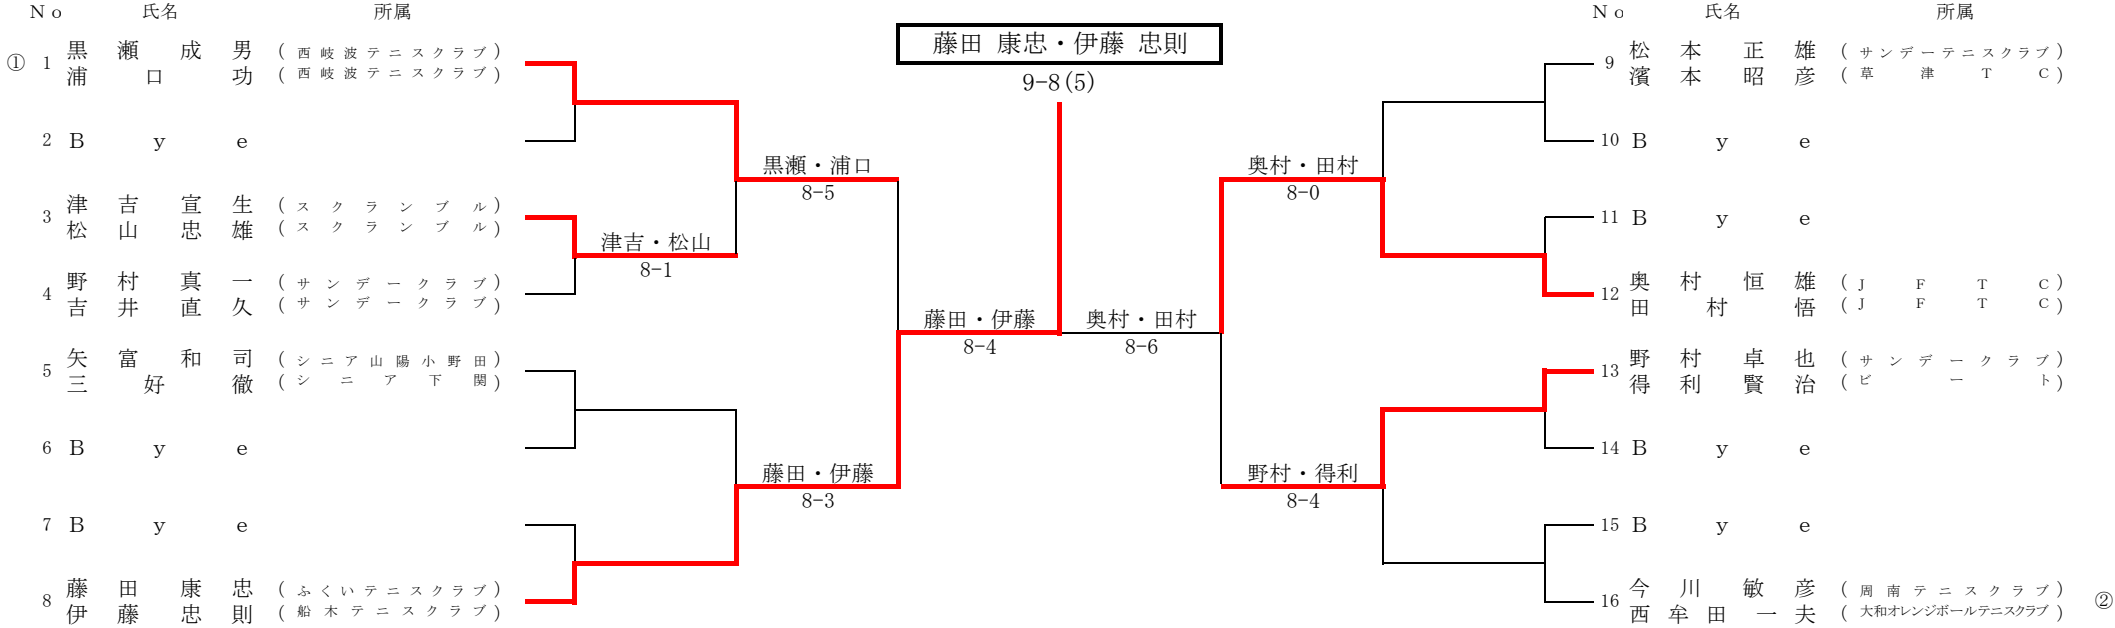 No 氏名 所属
① 1 黒瀬成男 (西岐波テニスクラブ)
浦口功 (西岐波テニスクラブ)
2 Bye
3 津吉宣生 (スクランブル)
松山忠雄 (スクランブル)
4 野村真一 (サンデークラブ)
吉井直久 (サンデークラブ)
5 矢富和司 (シニア山陽小野田)
三好徹 (シニア下関)
6 Bye
7 Bye
8 藤田康忠 (ふくいテニスクラブ)
伊藤忠則 (船木テニスクラブ)
津吉・松山
8-1
黒瀬・浦口
8-5
藤田・伊藤
8-3
藤田・伊藤
8-4
藤田 康忠・伊藤 忠則
9-8(5)
奥村・田村
8-6
奥村・田村
8-0
野村・得利
8-4
No 氏名 所属
9 松本正雄 (サンデーテニスクラブ)
濱本昭彦 (草津TC)
10 Bye
11 Bye
12 奥村恒雄 (JFTC)
田村悟 (JFTC)
13 野村卓也 (サンデークラブ)
得利賢治 (ビート)
14 Bye
15 Bye
16 今川敏彦 (周南テニスクラブ) ②
西牟田一夫 (大和オレンジボールテニスクラブ)